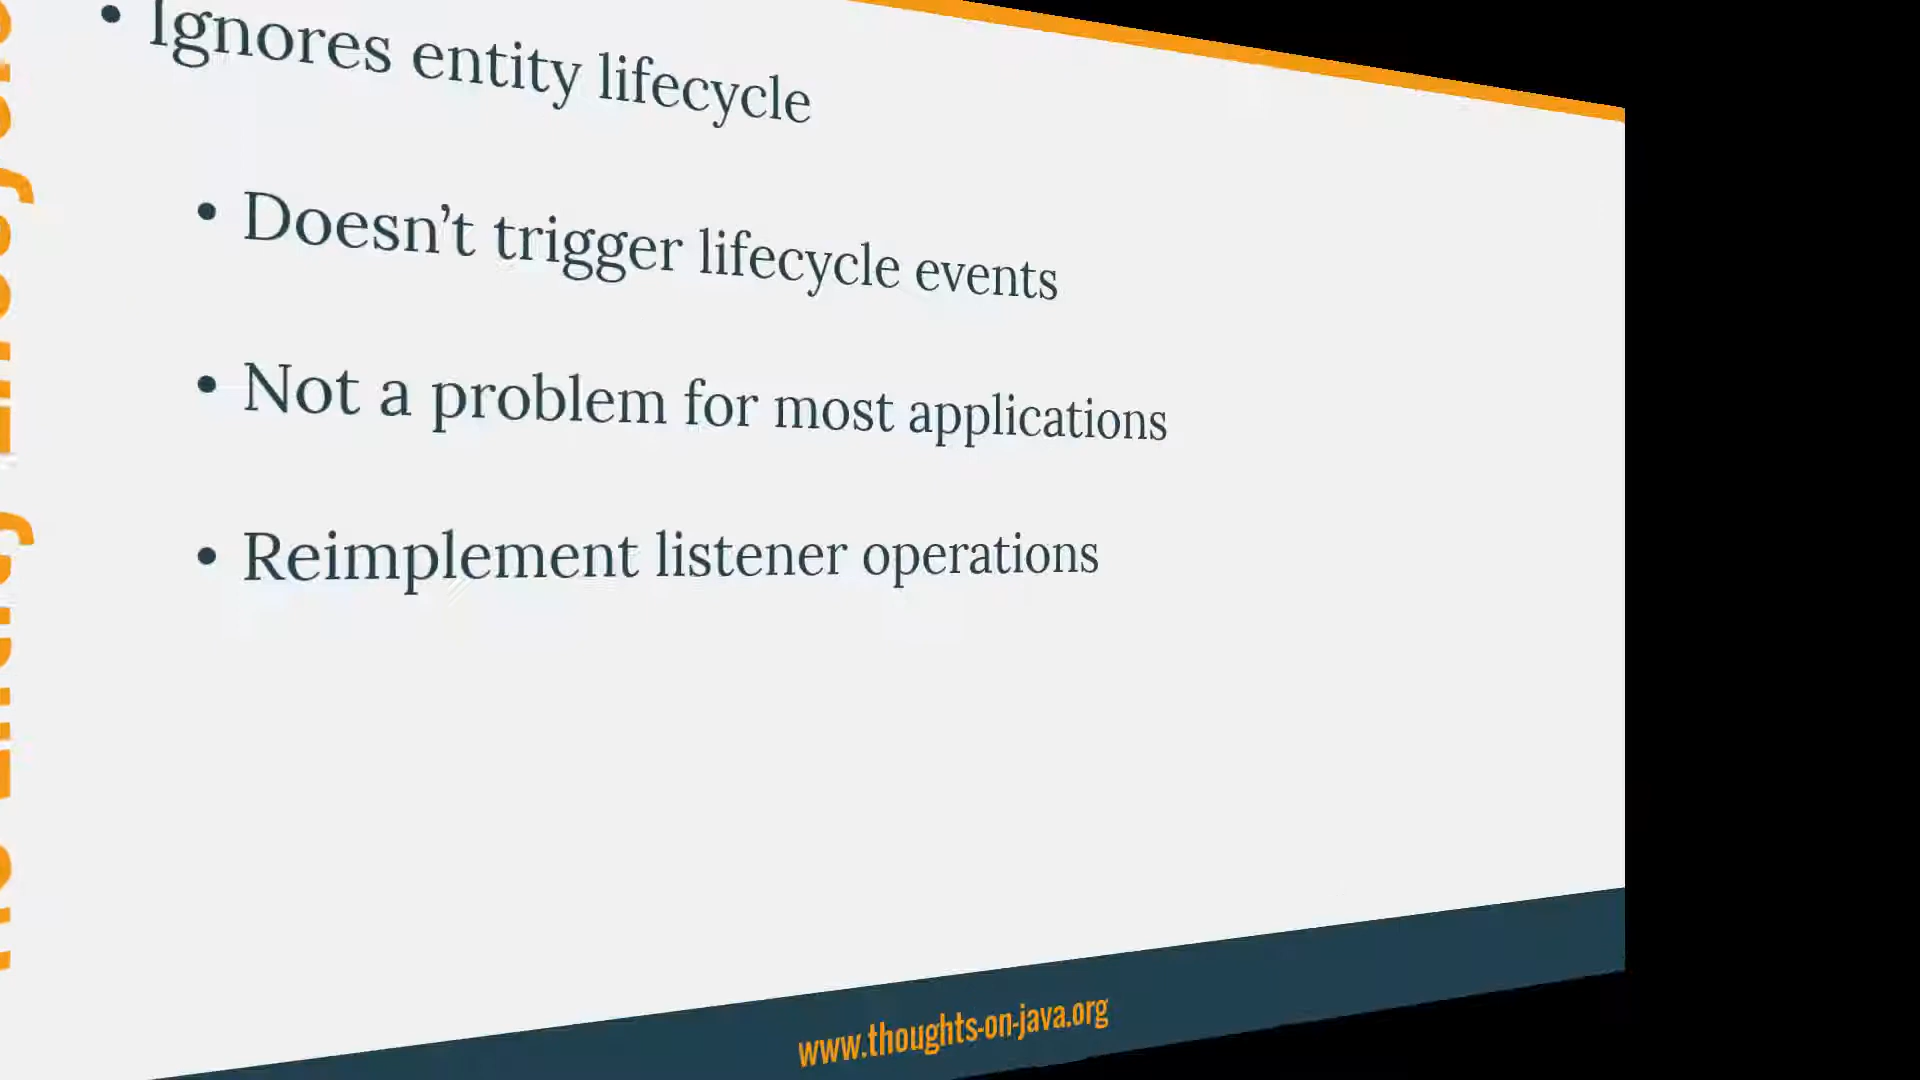 • Ignores entity lifecycle
• Doesn't trigger lifecycle events
• Not a problem for most applications
• Reimplement listener operations
www.thoughts-on-java.org